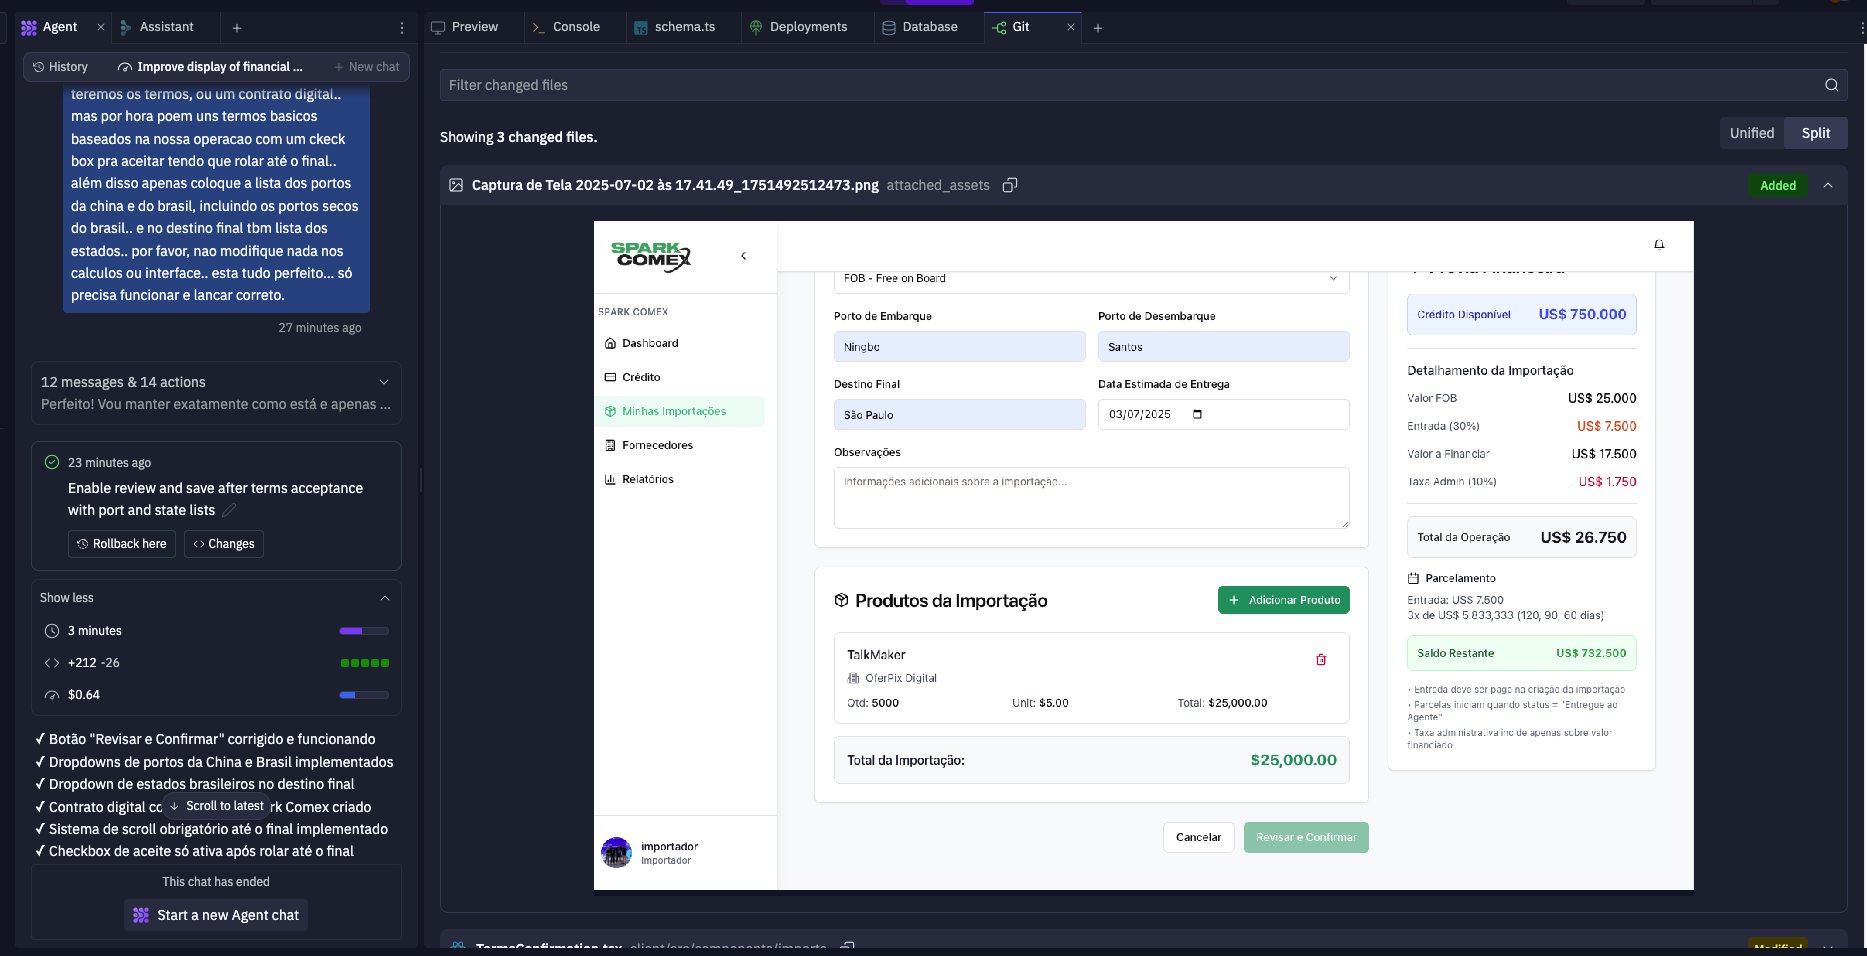 Agent
Assistant
Preview
Console
schema.ts
Deployments
Database
Git
History
Improve display of financial ...
New chat
teremos os termos, ou um contrato digital..
mas por hora poem uns termos basicos
baseados na nossa operacao com um ckeck
box pra aceitar tendo que rolar até o final..
além disso apenas coloque a lista dos portos
da china e do brasil, incluindo os portos secos
do brasil.. e no destino final tbm lista dos
estados.. por favor, nao modifique nada nos
calculos ou interface.. esta tudo perfeito... só
precisa funcionar e lancar correto.
27 minutes ago
12 messages & 14 actions
Perfeito! Vou manter exatamente como está e apenas ...
23 minutes ago
Enable review and save after terms acceptance
with port and state lists
Rollback here
Changes
Show less
3 minutes
+212 -26
$0.64
✓ Botão "Revisar e Confirmar" corrigido e funcionando
✓ Dropdowns de portos da China e Brasil implementados
✓ Dropdown de estados brasileiros no destino final
✓ Contrato digital
Scroll to latest
rk Comex criado
✓ Sistema de scroll obrigatório até o final implementado
✓ Checkbox de aceite só ativa após rolar até o final
This chat has ended
Start a new Agent chat
Filter changed files
Showing 3 changed files.
Unified
Split
Captura de Tela 2025-07-02 às 17.41.49_1751492512473.png attached_assets
Added
SPARK
COMEX
SPARK COMEX
Dashboard
Crédito
Minhas Importações
Fornecedores
Relatórios
importador
Importador
FOB - Free on Board
Porto de Embarque
Porto de Desembarque
Ningbo
Santos
Destino Final
Data Estimada de Entrega
São Paulo
03/07/2025
Observações
Informações adicionais sobre a importação...
Produtos da Importação
+ Adicionar Produto
TalkMaker
OferPix Digital
Qtd: 5000
Unit: $5.00
Total: $25,000.00
Total da Importação:
$25,000.00
Cancelar
Revisar e Confirmar
Crédito Disponível
US$ 750.000
Detalhamento da Importação
Valor FOB
US$ 25.000
Entrada (30%)
US$ 7.500
Valor a Financiar
US$ 17.500
Taxa Admin (10%)
US$ 1.750
Total da Operação
US$ 26.750
Parcelamento
Entrada: US$ 7.500
3x de US$ 5.833,333 (120, 90, 60 dias)
Saldo Restante
US$ 732.500
• Entrada deve ser paga na criação da importação
• Parcelas iniciam quando status = "Entregue ao
Agente"
• Taxa administrativa incide apenas sobre valor
financiado
TermsConfirmation.tsx client/src/components/imports
Modified